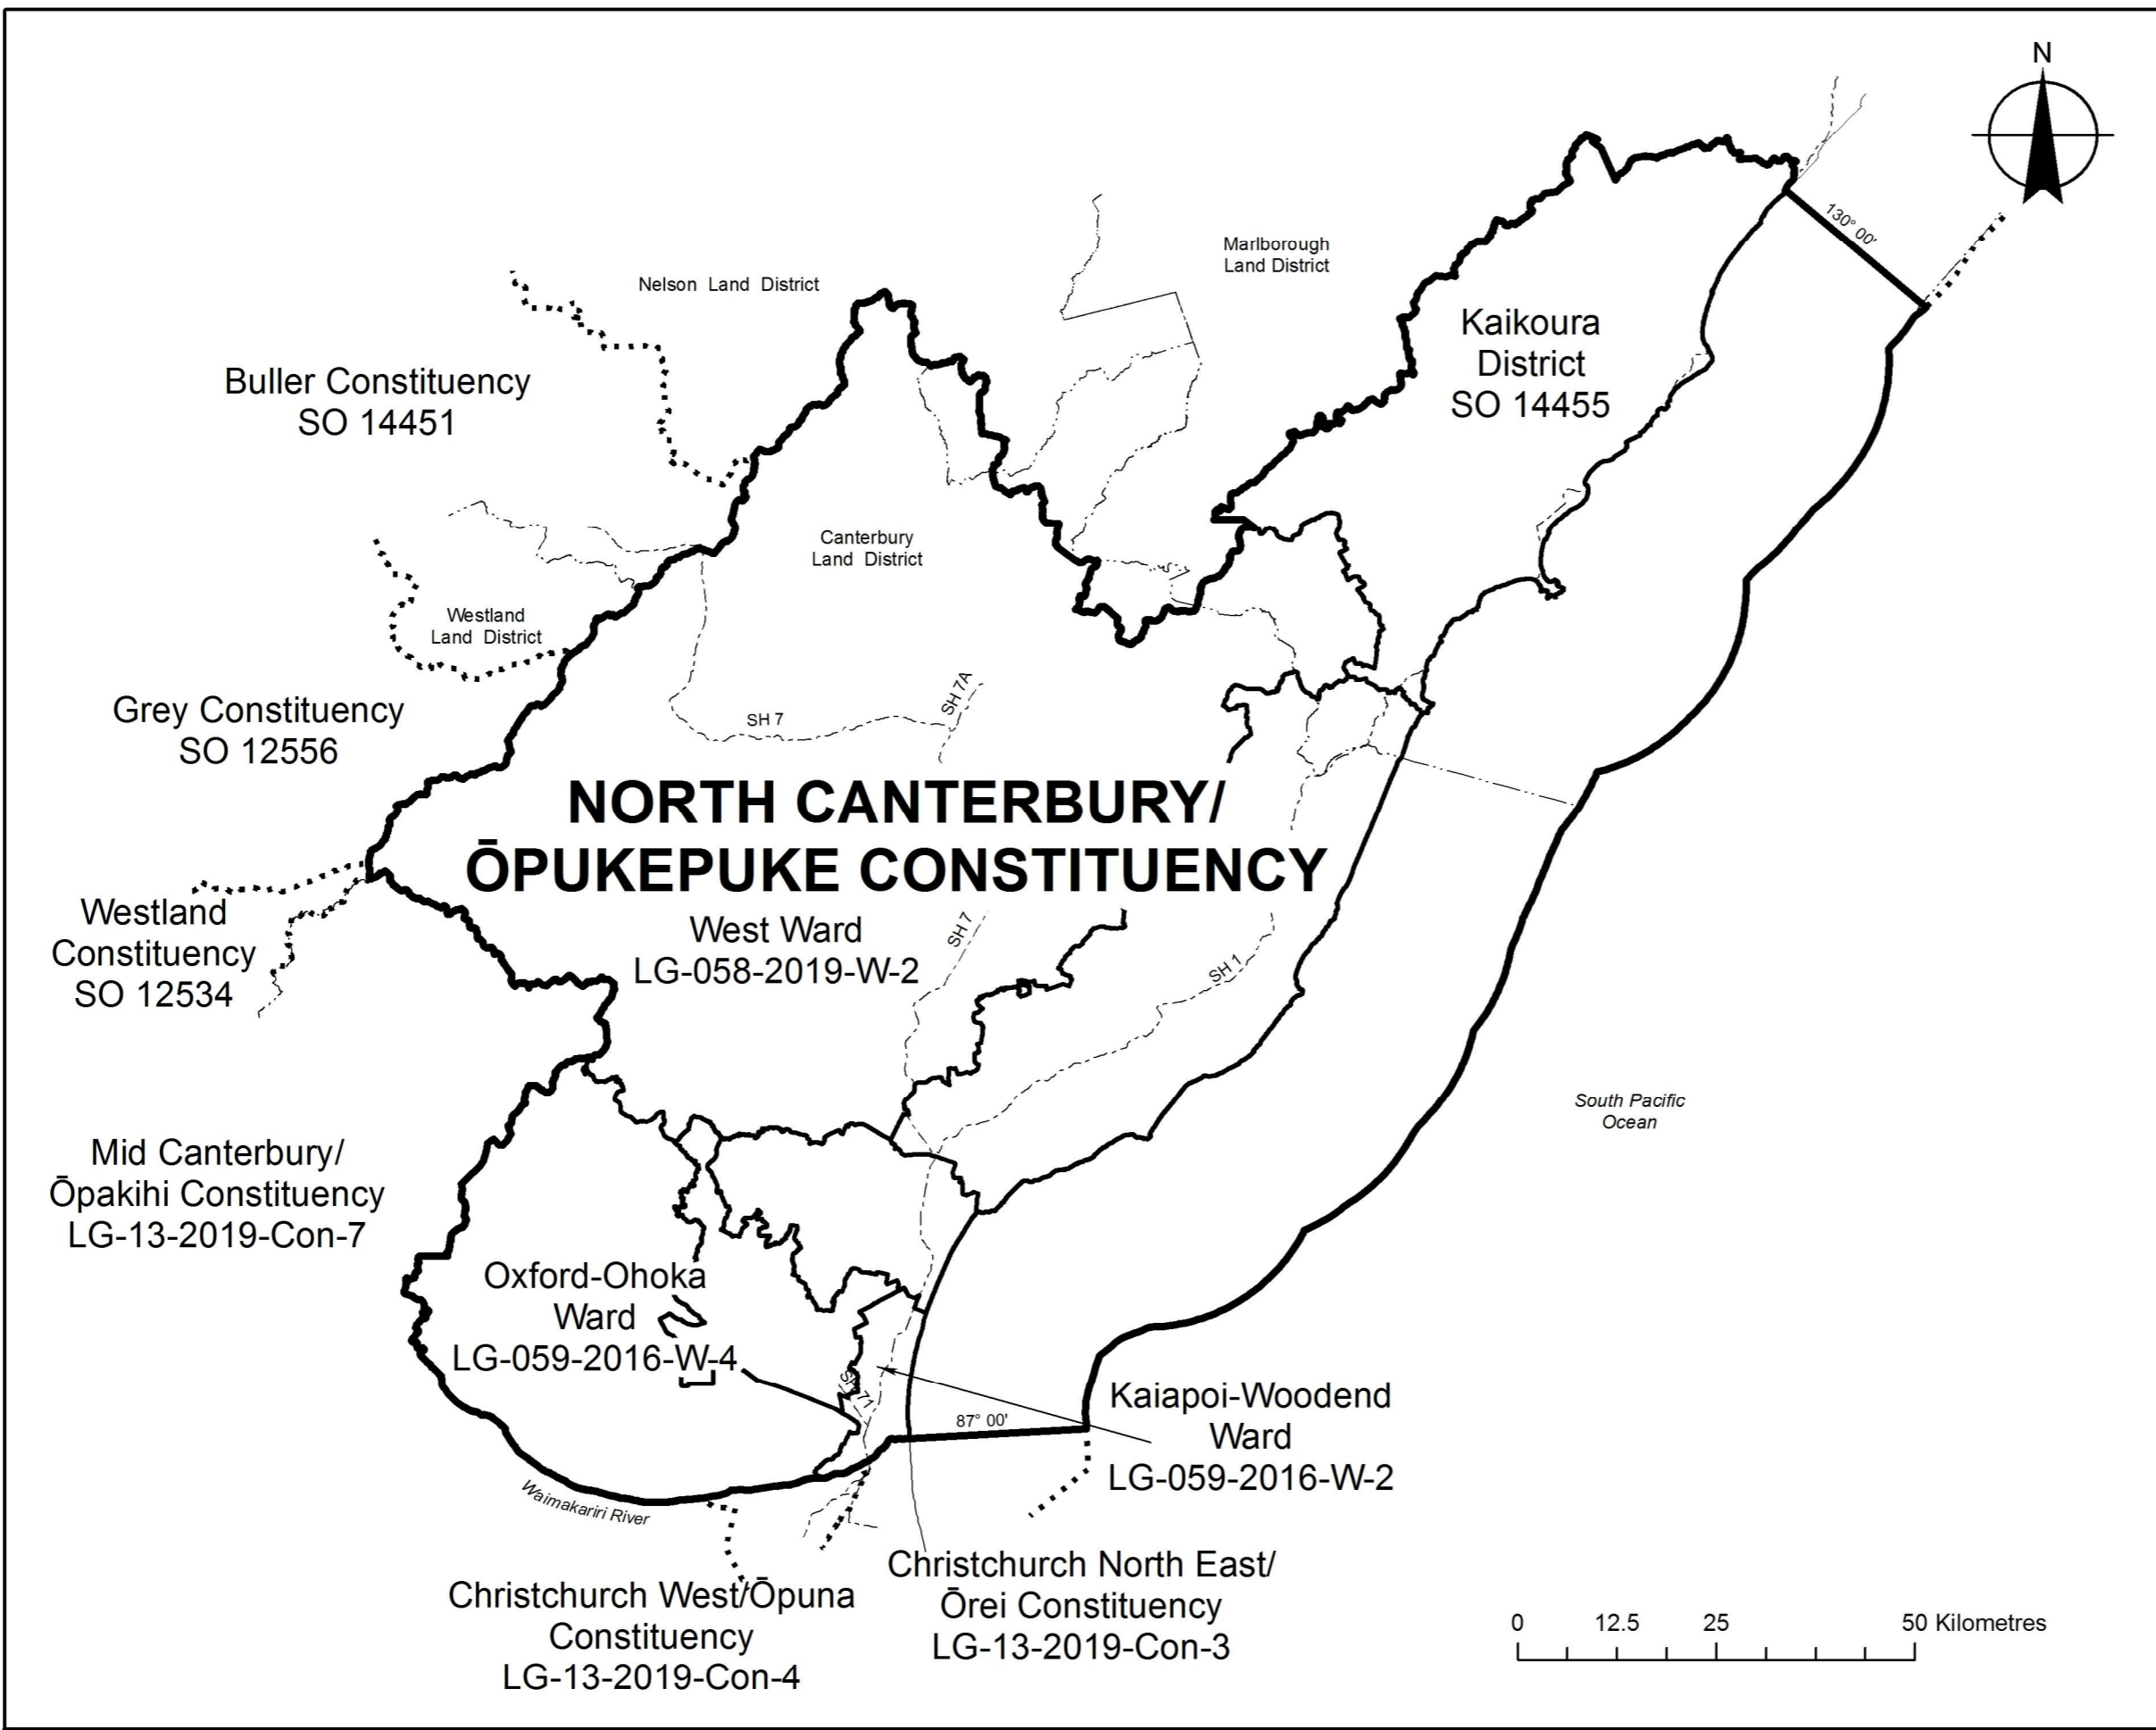 N
130° 00'
Marlborough
Land District
Nelson Land District
Kaikoura
District
SO 14455
Buller Constituency
SO 14451
Canterbury
Land District
Westland
Land District
Grey Constituency
SO 12556
SH 7
SH 7A
NORTH CANTERBURY/
ŌPUKEPUKE CONSTITUENCY
West Ward
LG-058-2019-W-2
SH 7
SH 1
Westland
Constituency
SO 12534
South Pacific
Ocean
Mid Canterbury/
Ōpakihi Constituency
LG-13-2019-Con-7
Oxford-Ohoka
Ward
LG-059-2016-W-4
SH 71
87° 00'
Kaiapoi-Woodend
Ward
LG-059-2016-W-2
Waimakariri River
Christchurch West/Ōpuna
Constituency
LG-13-2019-Con-4
Christchurch North East/
Ōrei Constituency
LG-13-2019-Con-3
0 12.5 25 50 Kilometres